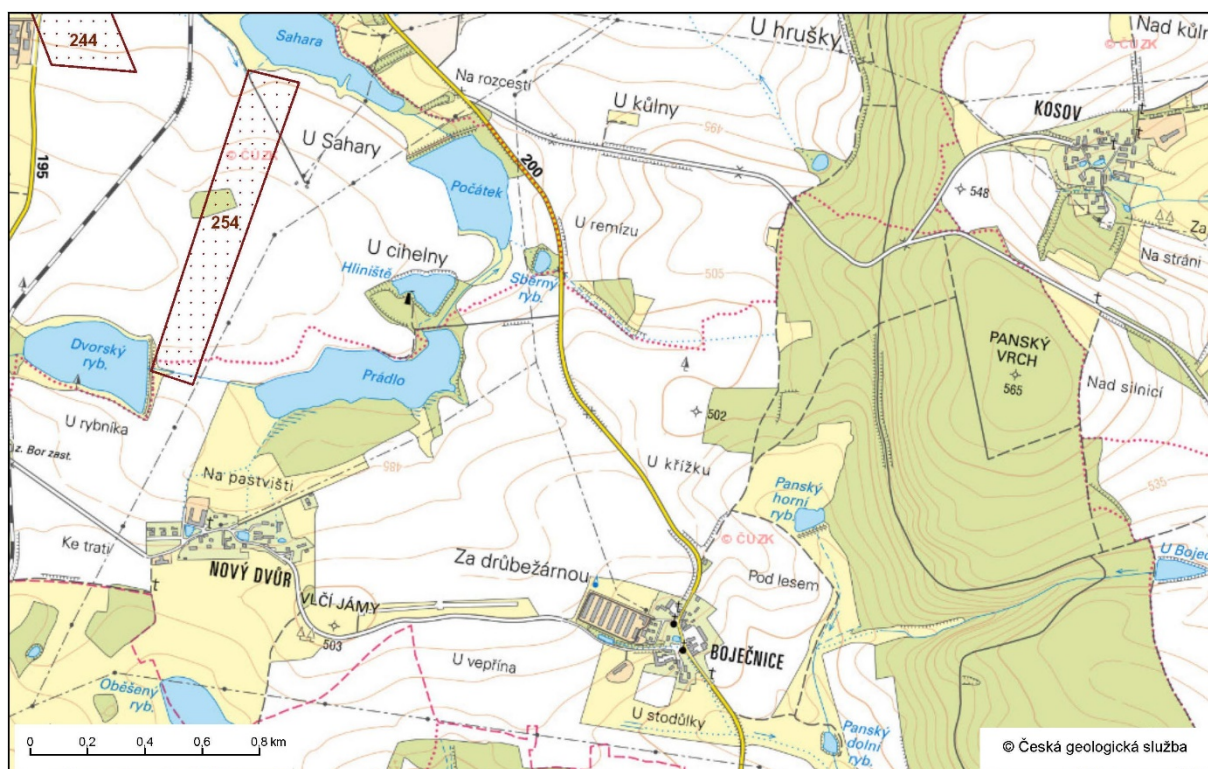 244
Sahara
U hrušky
Nad kůln
© ČÚZK
Na rozcestí
U kůlny
495
KOSOV
195
© ČÚZK
U Sahary
200
Počátek
548
254
U remízu
Zap
U cihelny
505
Na stráni
Hliniště
Sběrný
ryb.
PANSKÝ
VRCH
565
Dvorský
ryb.
Prádlo
Nad silnicí
U rybníka
502
z. Bor zast.
485
U křížku
Na pastvišti
Panský
horní
ryb.
535
© ČÚZK
Ke trati
Za drůbežárnou
U Boječ
NOVÝ DVŮR
Pod lesem
VLČÍ JÁMY
503
U vepřína
BOJEČNICE
Oběšený
ryb.
U stodůlky
Panský
dolní
ryb.
0 0,2 0,4 0,6 0,8 km
© Česká geologická služba